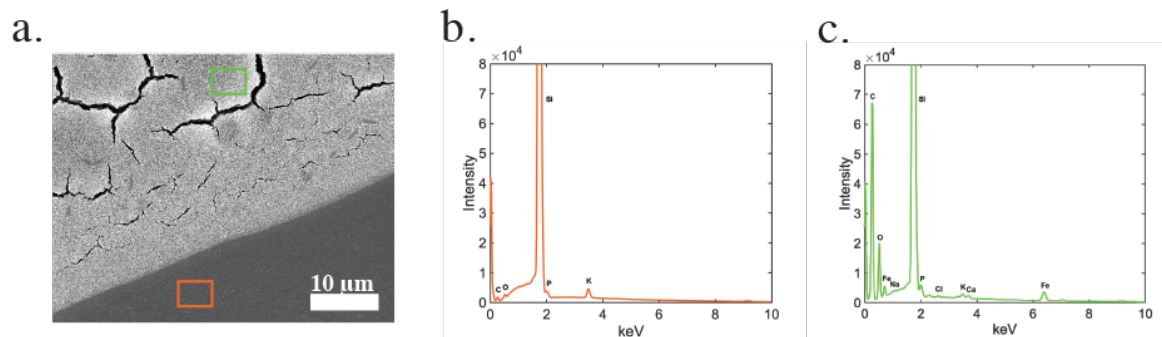 a.
10 μm
b.
×10⁴
8
7
6
5
4
3
2
1
0
Intensity
Si
C
O
P
K
0 2 4 6 8 10
keV
c.
×10⁴
8
7
6
5
4
3
2
1
0
Intensity
C
Si
O
Fe
Na
P
Cl
K Ca
Fe
0 2 4 6 8 10
keV